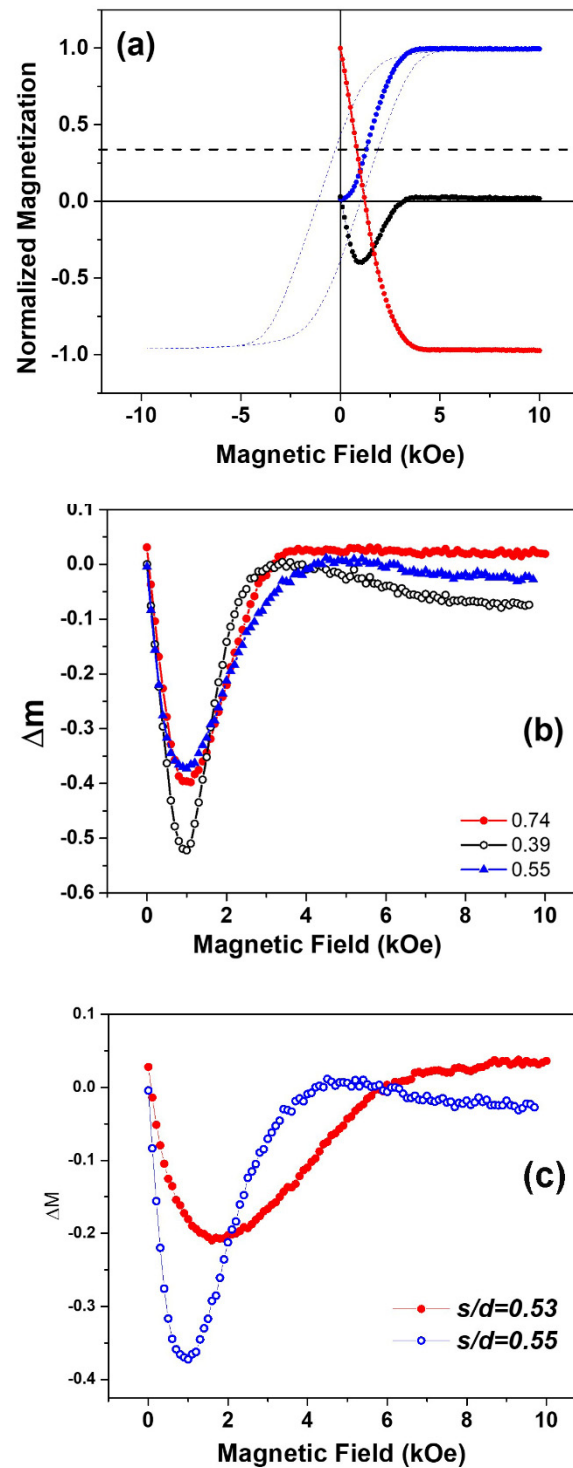 (a)
1.0
0.5
0.0
-0.5
-1.0
Normalized Magnetization
-10 -5 0 5 10
Magnetic Field (kOe)
0.1
0.0
-0.1
-0.2
-0.3
-0.4
-0.5
-0.6
Δm
(b)
0.74
0.39
0.55
0 2 4 6 8 10
Magnetic Field (kOe)
0.1
0.0
-0.1
-0.2
-0.3
-0.4
ΔM
(c)
s/d=0.53
s/d=0.55
0 2 4 6 8 10
Magnetic Field (kOe)